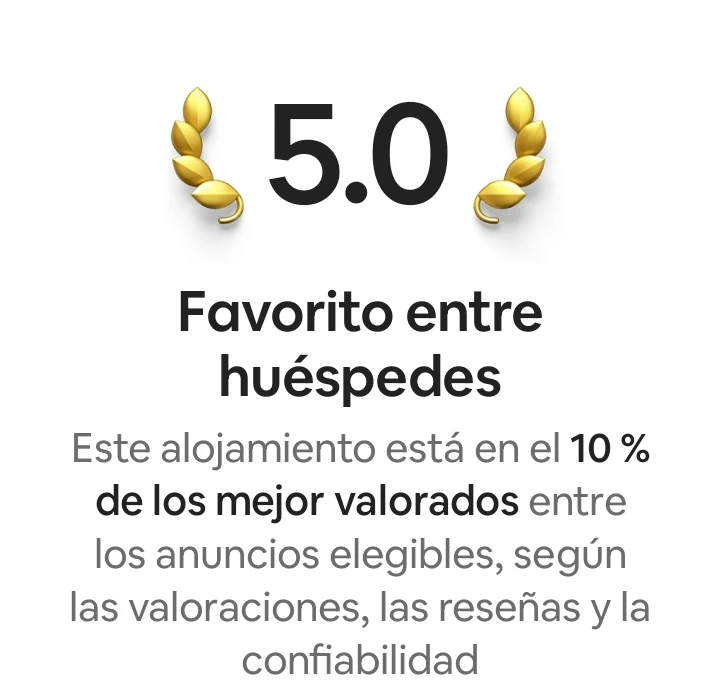 5.0
Favorito entre
huéspedes
Este alojamiento está en el 10 %
de los mejor valorados entre
los anuncios elegibles, según
las valoraciones, las reseñas y la
confiabilidad